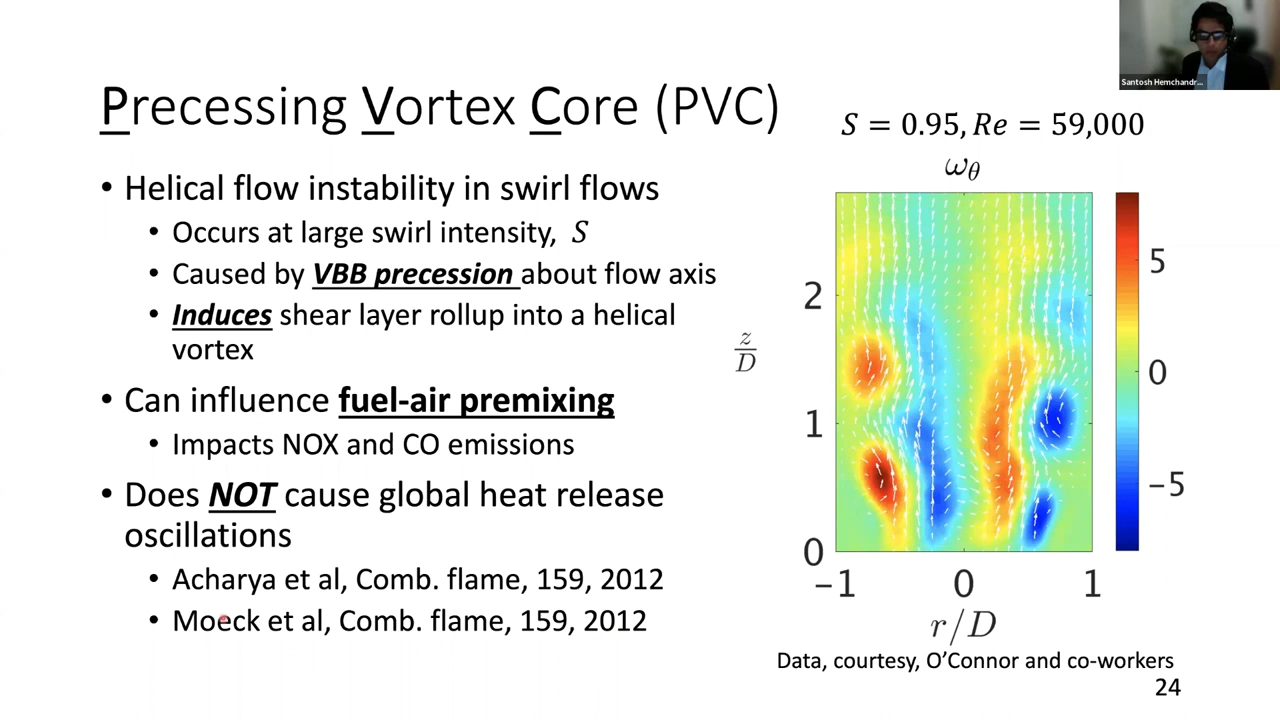 Santosh Hemchandr...
Precessing Vortex Core (PVC)
S = 0.95, Re = 59,000
ω_θ
• Helical flow instability in swirl flows
• Occurs at large swirl intensity, S
• Caused by VBB precession about flow axis
• Induces shear layer rollup into a helical
vortex
• Can influence fuel-air premixing
• Impacts NOX and CO emissions
• Does NOT cause global heat release
oscillations
• Acharya et al, Comb. flame, 159, 2012
• Moeck et al, Comb. flame, 159, 2012
z/D
2
1
0
−1 0 1
r/D
5
0
−5
Data, courtesy, O’Connor and co-workers
24